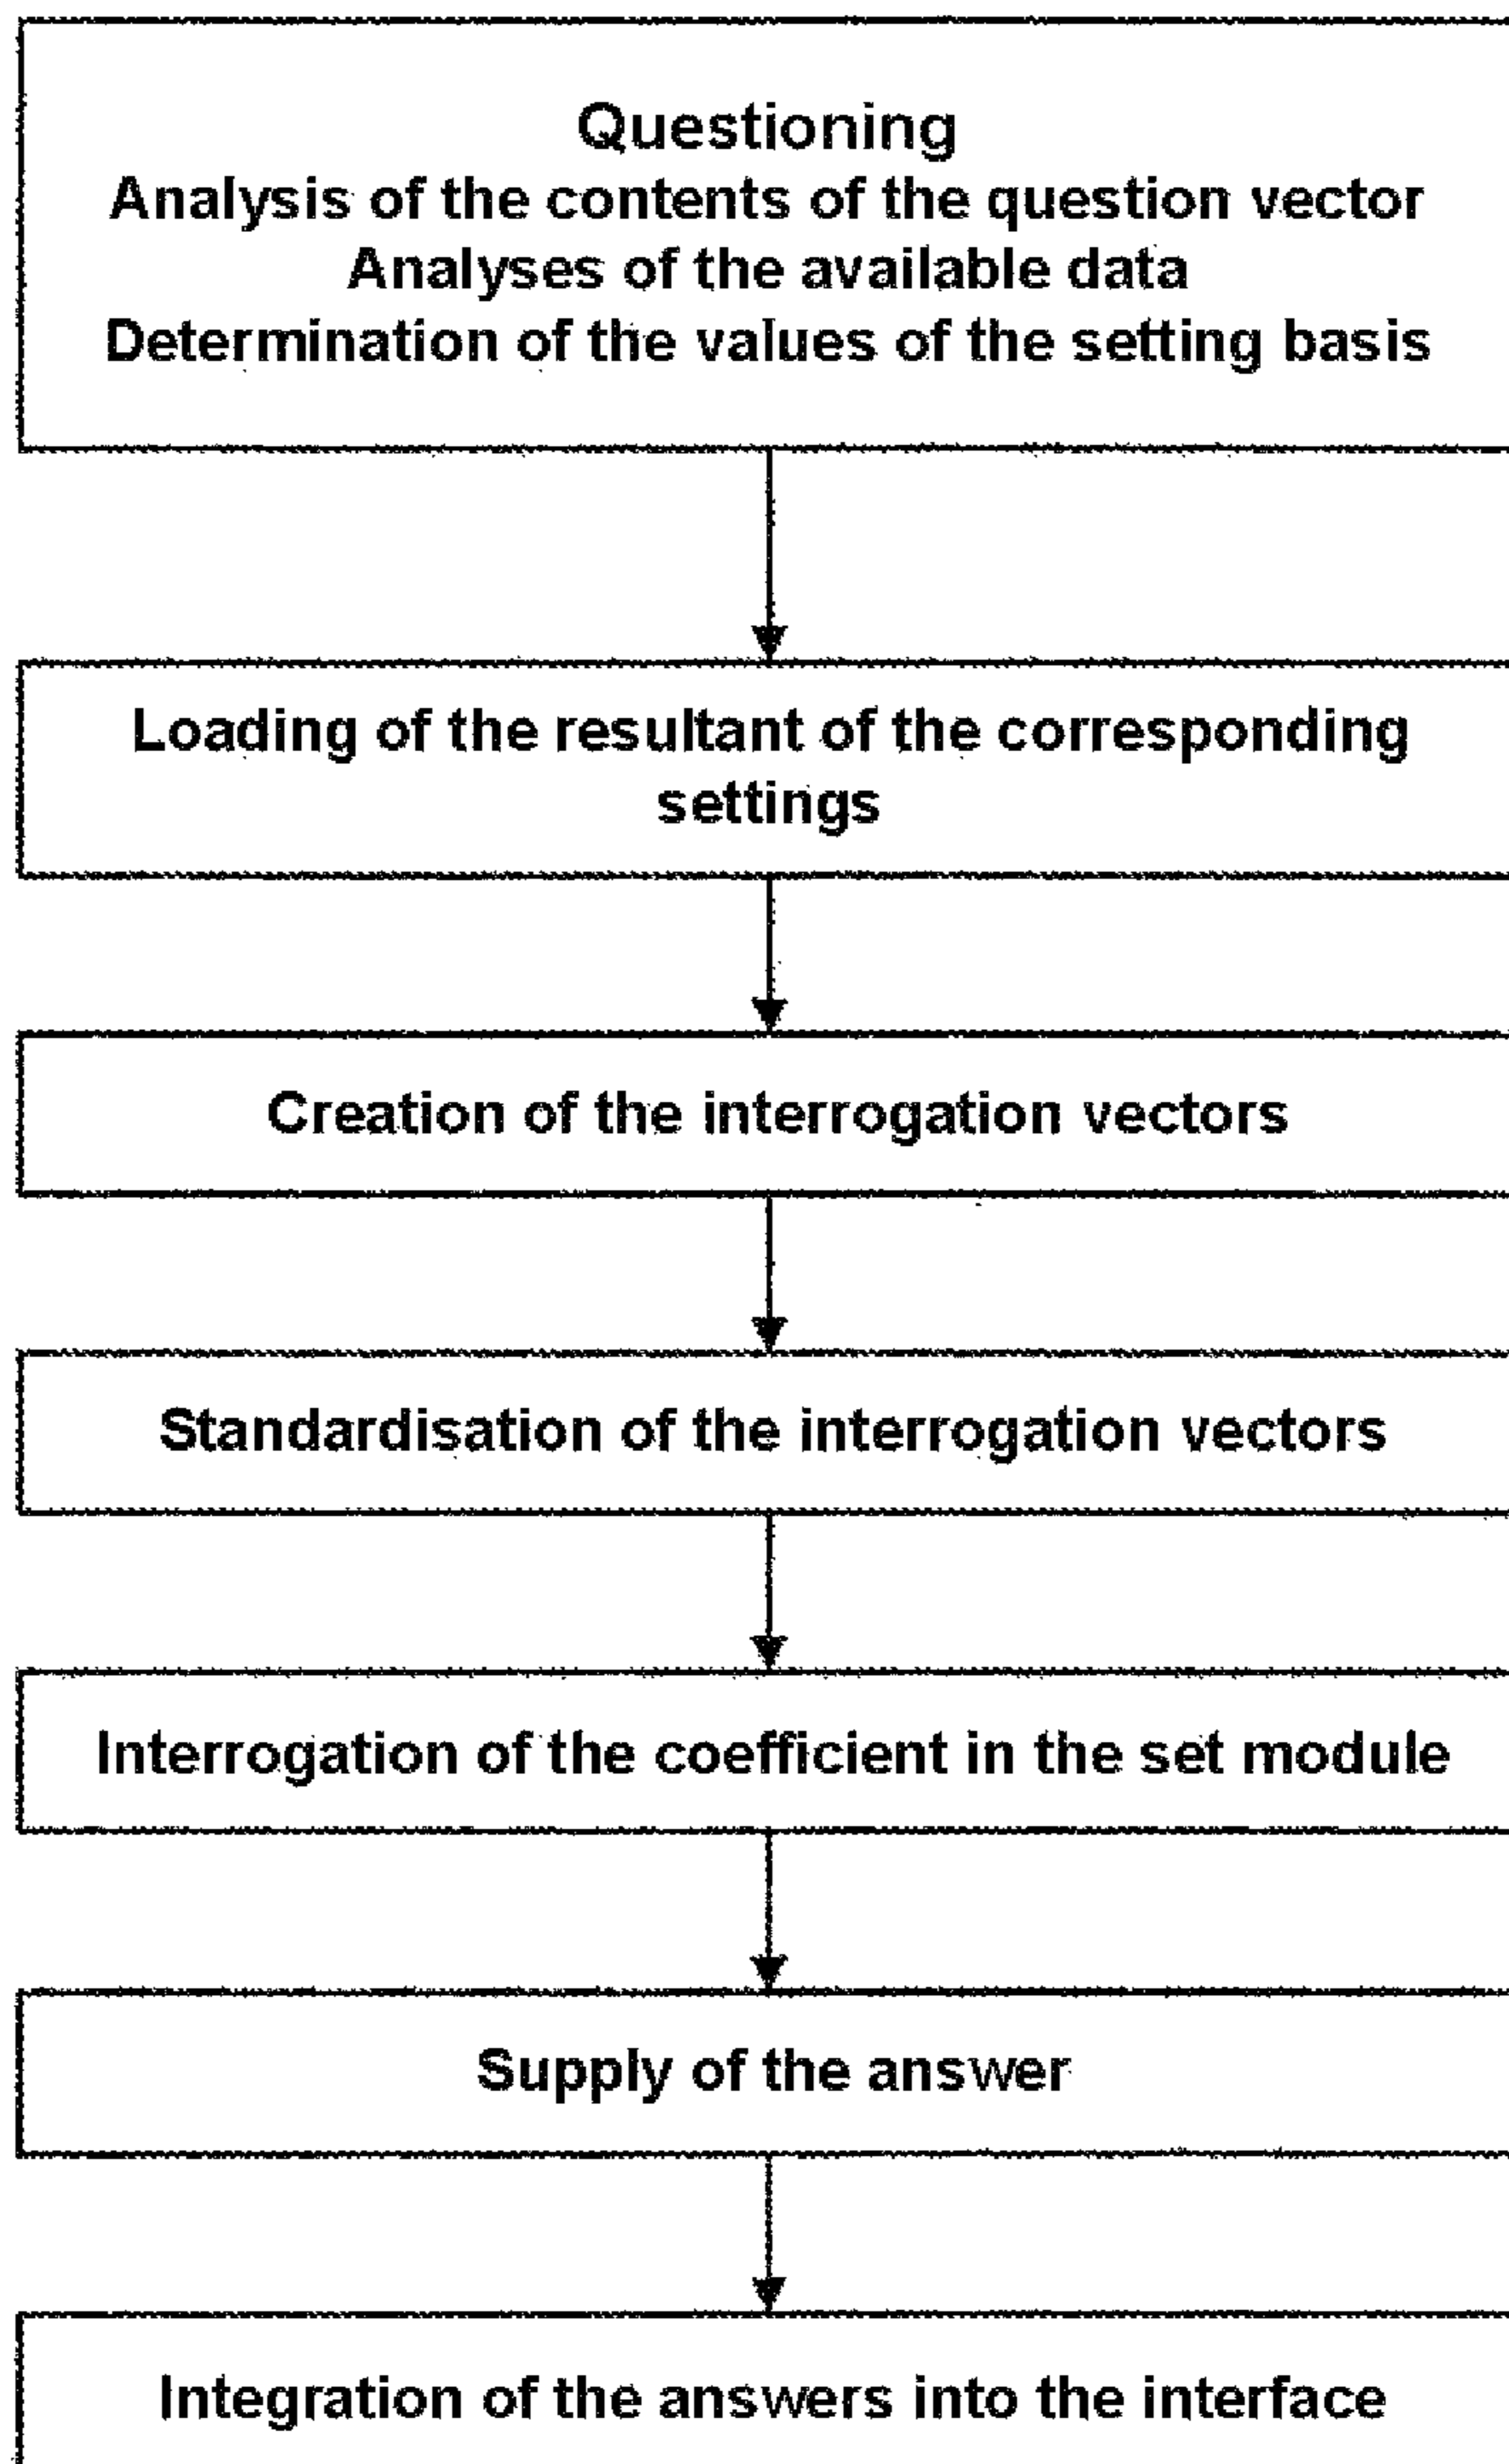 Questioning
Analysis of the contents of the question vector
Analyses of the available data
Determination of the values of the setting basis
Loading of the resultant of the corresponding
settings
Creation of the interrogation vectors
Standardisation of the interrogation vectors
Interrogation of the coefficient in the set module
Supply of the answer
Integration of the answers into the interface